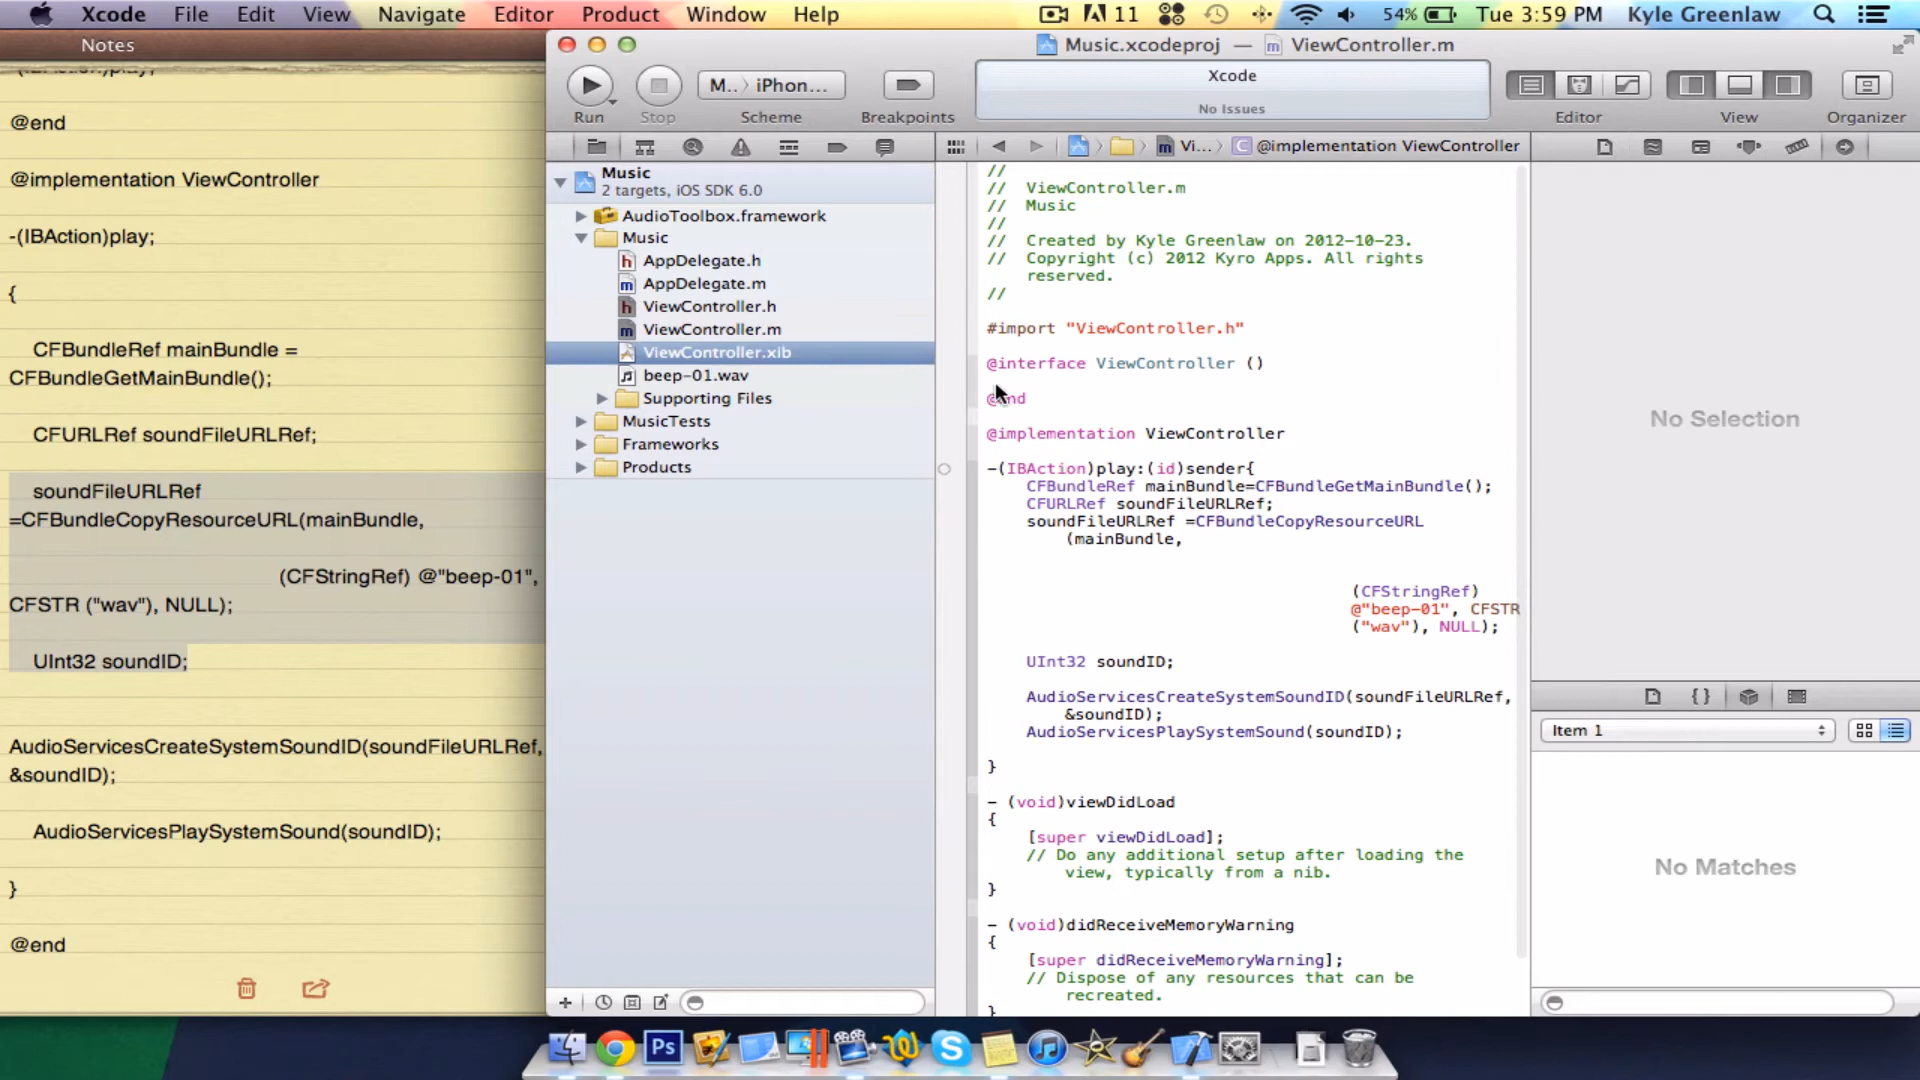 Xcode File Edit View Navigate Editor Product Window Help 11 54% Tue 3:59 PM Kyle Greenlaw
Notes
@end
@implementation ViewController
-(IBAction)play;
{
CFBundleRef mainBundle =
CFBundleGetMainBundle();
CFURLRef soundFileURLRef;
soundFileURLRef
=CFBundleCopyResourceURL(mainBundle,
(CFStringRef) @"beep-01",
CFSTR ("wav"), NULL);
UInt32 soundID;
AudioServicesCreateSystemSoundID(soundFileURLRef,
&soundID);
AudioServicesPlaySystemSound(soundID);
}
@end
Music.xcodeproj — ViewController.m
M.. iPhon...
Run Stop Scheme Breakpoints
Xcode
No Issues
Editor View Organizer
Vi... @implementation ViewController
Music
2 targets, iOS SDK 6.0
AudioToolbox.framework
Music
AppDelegate.h
AppDelegate.m
ViewController.h
ViewController.m
ViewController.xib
beep-01.wav
Supporting Files
MusicTests
Frameworks
Products
//
// ViewController.m
// Music
//
// Created by Kyle Greenlaw on 2012-10-23.
// Copyright (c) 2012 Kyro Apps. All rights
reserved.
//
#import "ViewController.h"
@interface ViewController ()
@end
@implementation ViewController
-(IBAction)play:(id)sender{
CFBundleRef mainBundle=CFBundleGetMainBundle();
CFURLRef soundFileURLRef;
soundFileURLRef =CFBundleCopyResourceURL
(mainBundle,
(CFStringRef)
@"beep-01", CFSTR
("wav"), NULL);
UInt32 soundID;
AudioServicesCreateSystemSoundID(soundFileURLRef,
&soundID);
AudioServicesPlaySystemSound(soundID);
}
- (void)viewDidLoad
{
[super viewDidLoad];
// Do any additional setup after loading the
view, typically from a nib.
}
- (void)didReceiveMemoryWarning
{
[super didReceiveMemoryWarning];
// Dispose of any resources that can be
recreated.
}
No Selection
{}
Item 1
No Matches
Ps